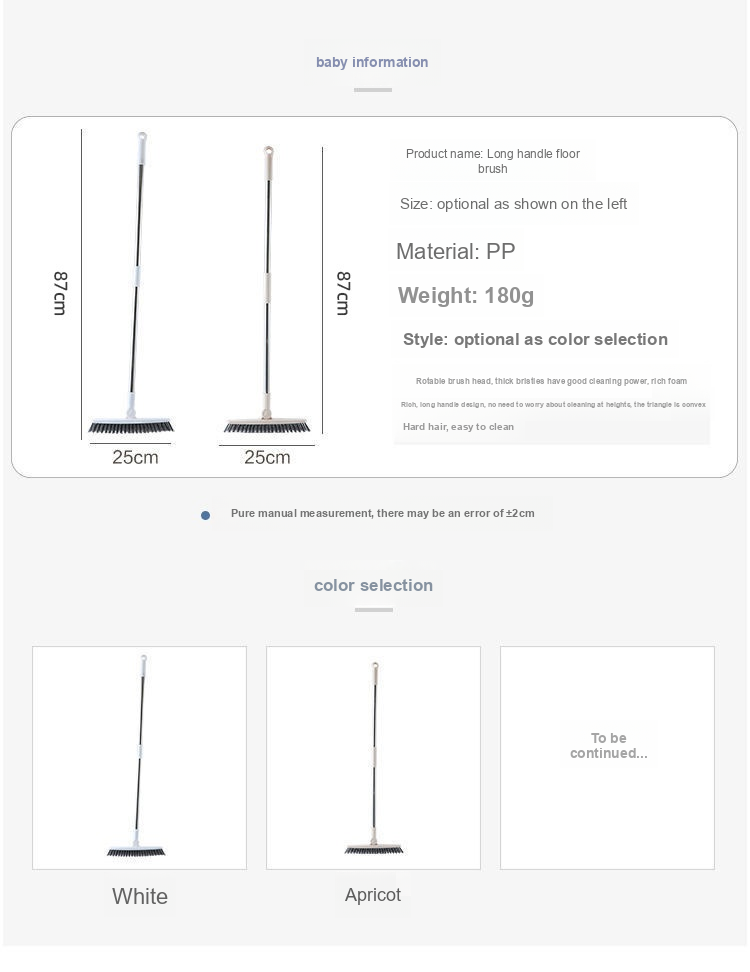 baby information
87cm
87cm
25cm
25cm
Product name: Long handle floor
brush
Size: optional as shown on the left
Material: PP
Weight: 180g
Style: optional as color selection
Rotable brush head, thick bristles have good cleaning power, rich foam
Rich, long handle design, no need to worry about cleaning at heights, the triangle is convex
Hard hair, easy to clean
Pure manual measurement, there may be an error of ±2cm
color selection
To be
continued...
White
Apricot